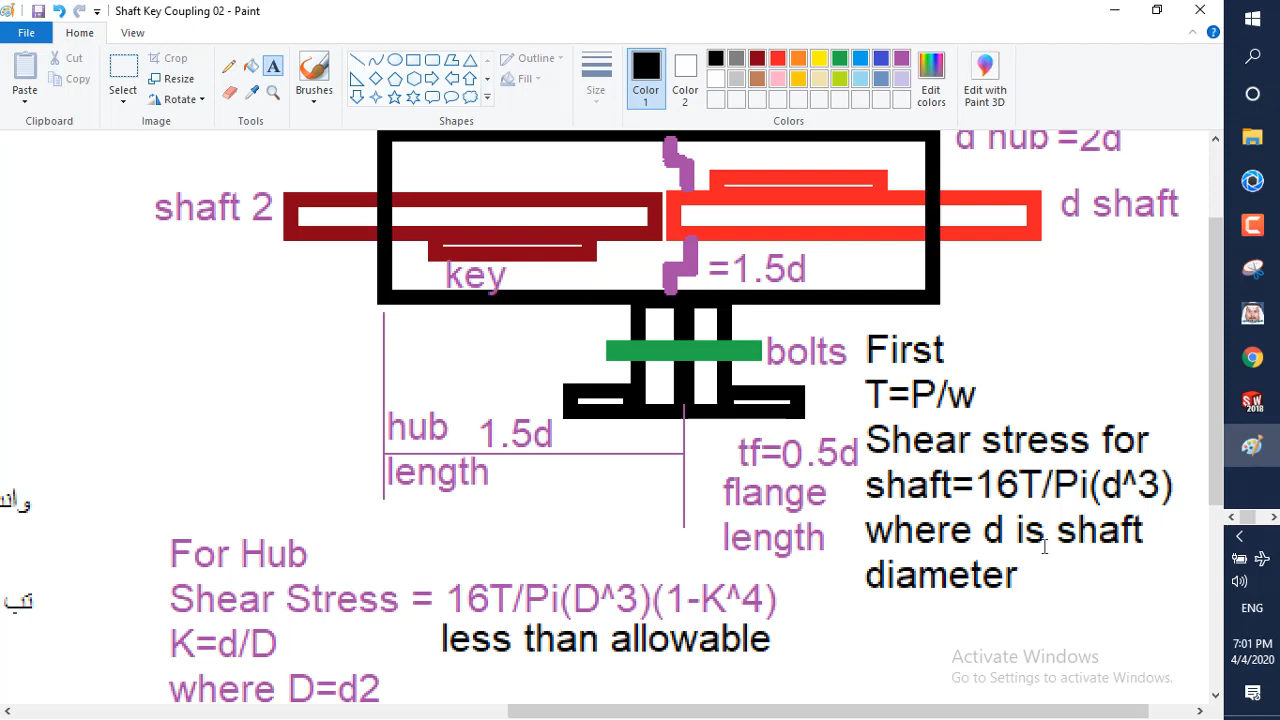 Shaft Key Coupling 02 - Paint
File
Home
View
Paste
Cut
Copy
Clipboard
Select
Crop
Resize
Rotate
Image
Tools
Brushes
Shapes
Outline
Fill
Size
Color 1
Color 2
Edit colors
Colors
Edit with Paint 3D
d hub =2d
shaft 2
d shaft
key
=1.5d
bolts
hub
1.5d
length
tf=0.5d
flange
length
First
T=P/w
Shear stress for
shaft=16T/Pi(d^3)
where d is shaft
diameter
For Hub
Shear Stress = 16T/Pi(D^3)(1-K^4)
K=d/D
less than allowable
where D=d2
Activate Windows
Go to Settings to activate Windows.
SW
2018
ENG
7:01 PM
4/4/2020